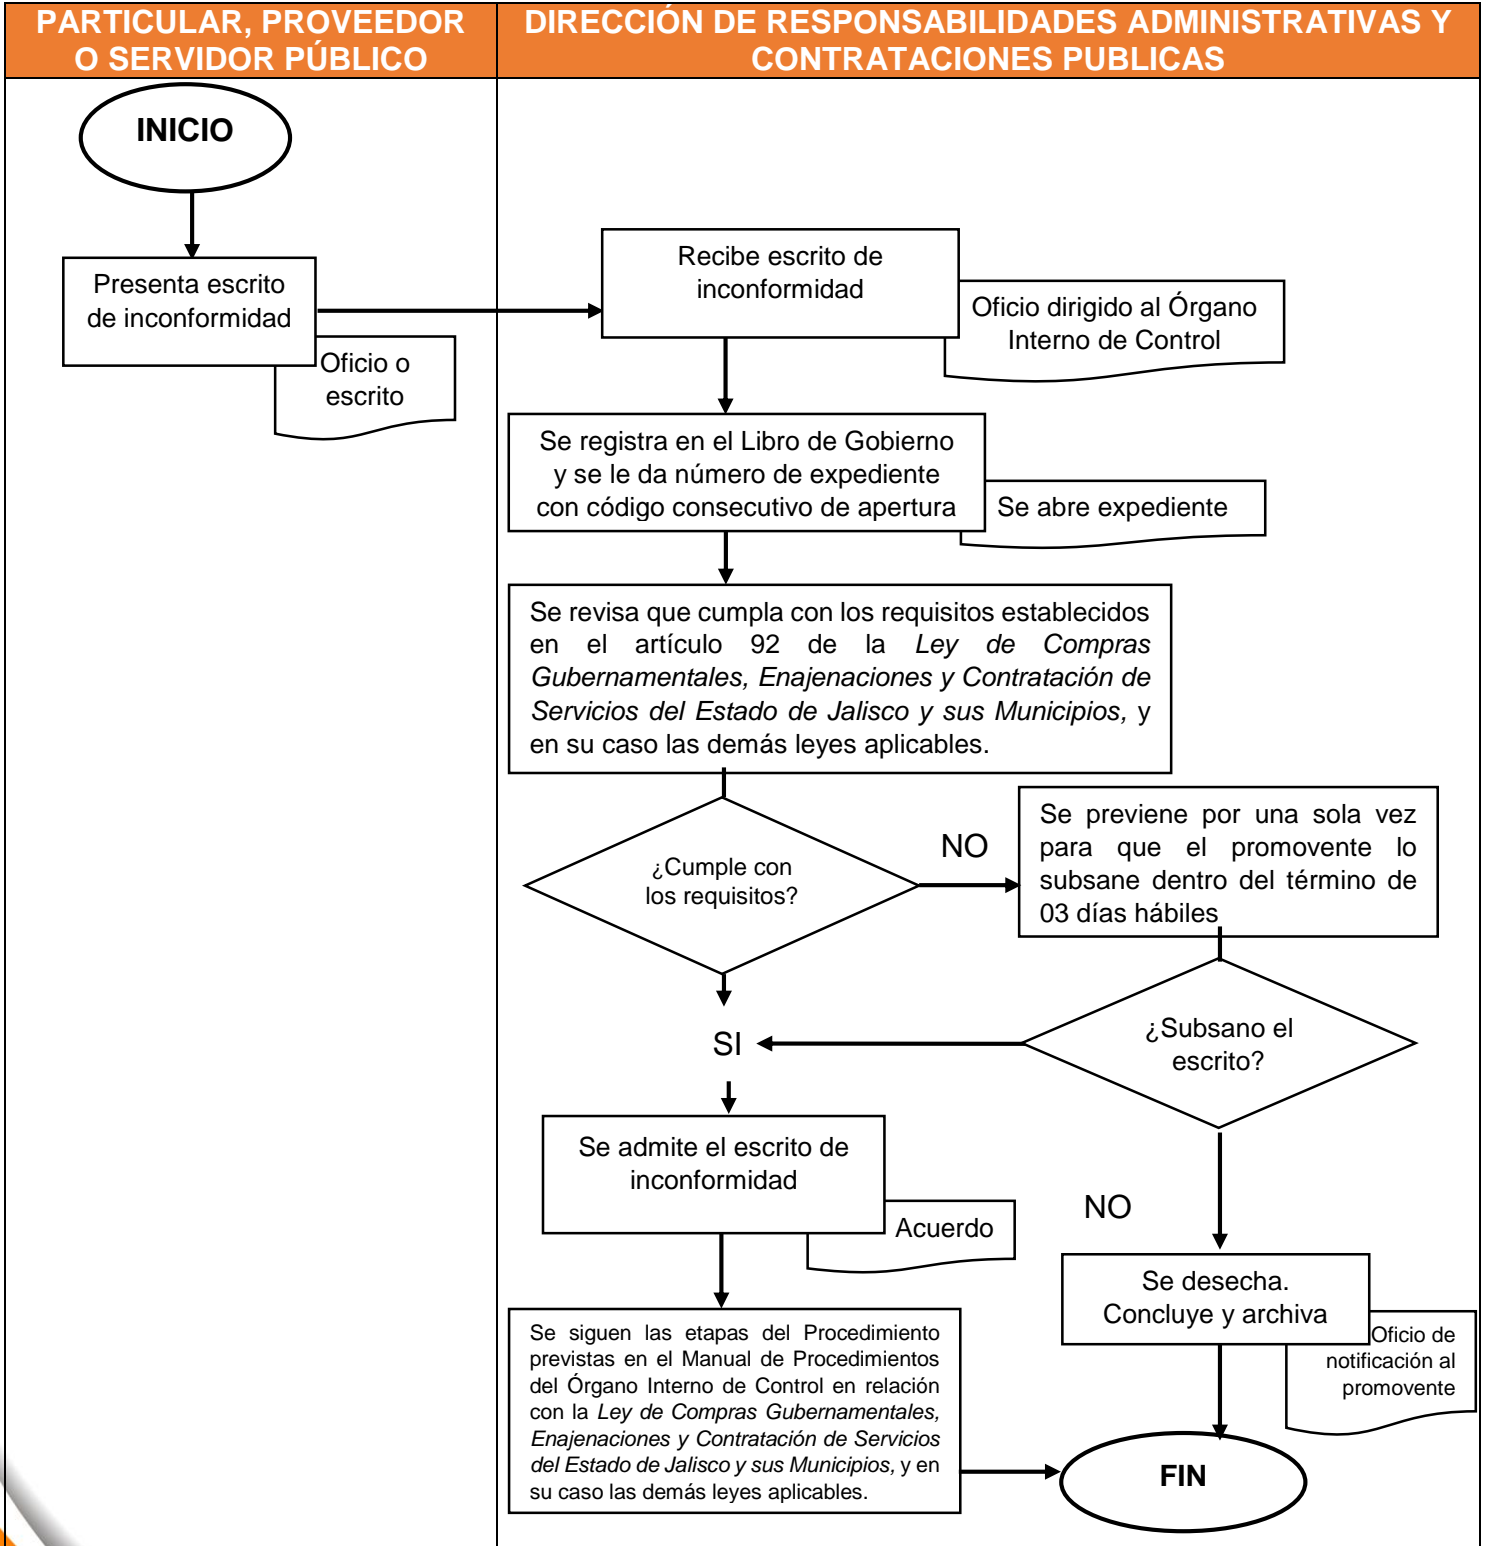 PARTICULAR, PROVEEDOR
O SERVIDOR PÚBLICO
DIRECCIÓN DE RESPONSABILIDADES ADMINISTRATIVAS Y
CONTRATACIONES PUBLICAS
INICIO
Presenta escrito
de inconformidad
Oficio o
escrito
Recibe escrito de
inconformidad
Oficio dirigido al Órgano
Interno de Control
Se registra en el Libro de Gobierno
y se le da número de expediente
con código consecutivo de apertura
Se abre expediente
Se revisa que cumpla con los requisitos establecidos
en el artículo 92 de la Ley de Compras
Gubernamentales, Enajenaciones y Contratación de
Servicios del Estado de Jalisco y sus Municipios, y
en su caso las demás leyes aplicables.
¿Cumple con
los requisitos?
NO
Se previene por una sola vez
para que el promovente lo
subsane dentro del término de
03 días hábiles
SI
¿Subsano el
escrito?
Se admite el escrito de
inconformidad
Acuerdo
NO
Se desecha.
Concluye y archiva
Oficio de
notificación al
promovente
Se siguen las etapas del Procedimiento
previstas en el Manual de Procedimientos
del Órgano Interno de Control en relación
con la Ley de Compras Gubernamentales,
Enajenaciones y Contratación de Servicios
del Estado de Jalisco y sus Municipios, y en
su caso las demás leyes aplicables.
FIN